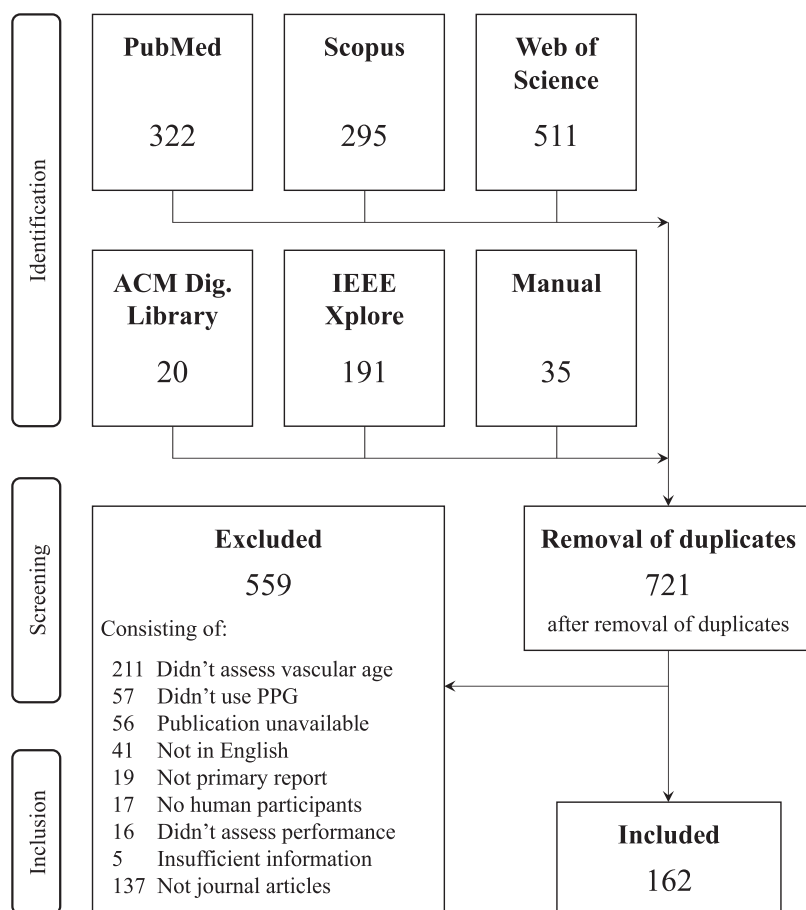 Identification
PubMed
322
Scopus
295
Web of
Science
511
ACM Dig.
Library
20
IEEE
Xplore
191
Manual
35
Screening
Excluded
559
Consisting of:
211 Didn't assess vascular age
57 Didn't use PPG
56 Publication unavailable
41 Not in English
19 Not primary report
17 No human participants
16 Didn't assess performance
5 Insufficient information
137 Not journal articles
Removal of duplicates
721
after removal of duplicates
Inclusion
Included
162